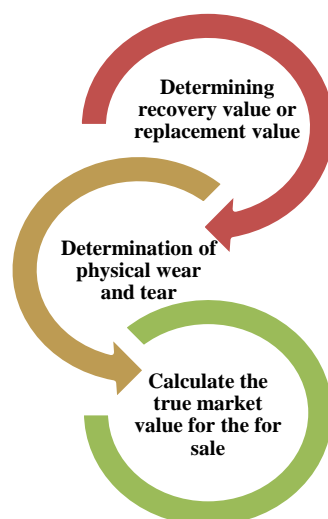 Determining
recovery value or
replacement value
Determination of
physical wear
and tear
Calculate the
true market
value for the for
sale